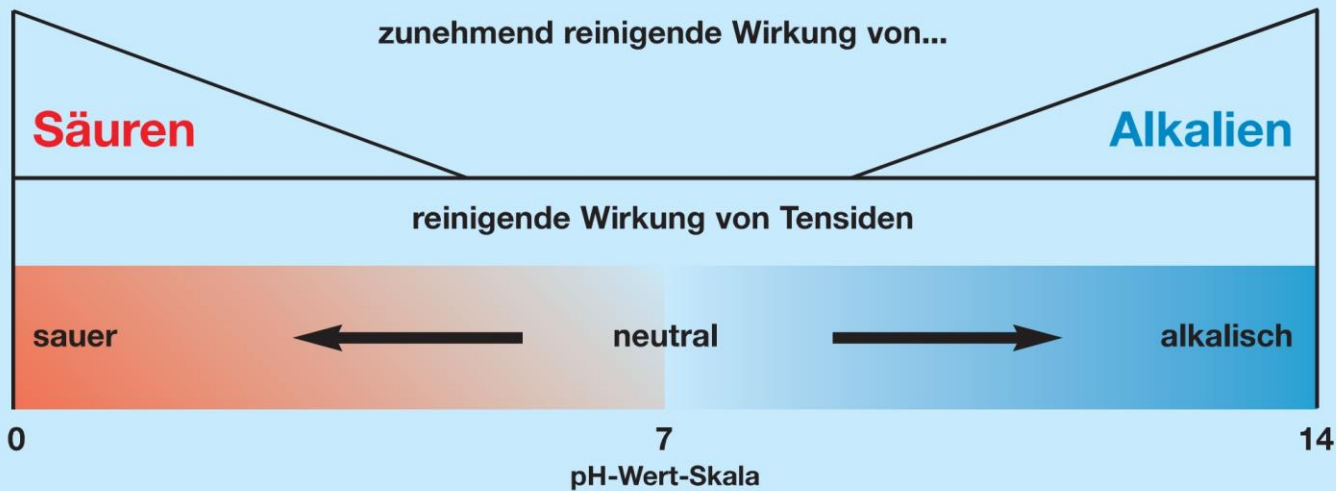 zunehmend reinigende Wirkung von...
Säuren
Alkalien
reinigende Wirkung von Tensiden
sauer
neutral
alkalisch
0
7
14
pH-Wert-Skala